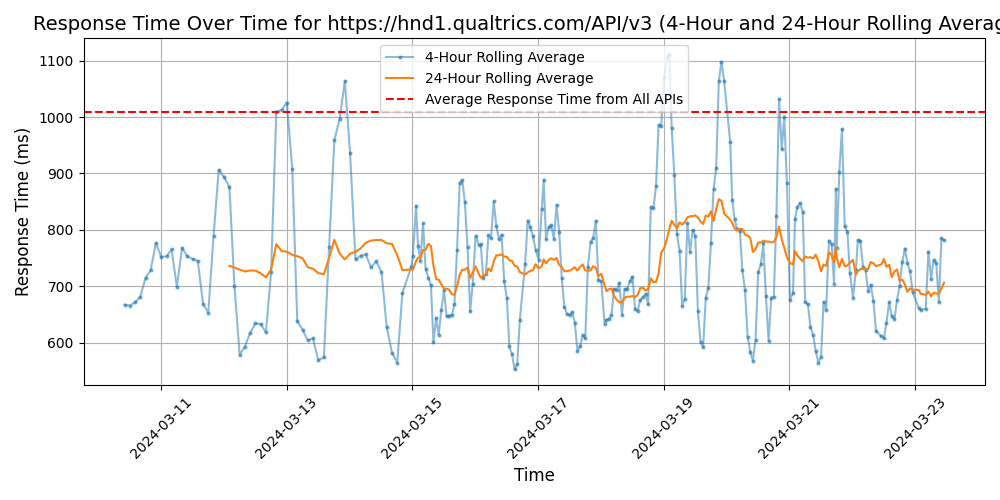 Response Time Over Time for https://hnd1.qualtrics.com/API/v3 (4-Hour and 24-Hour Rolling Averag
4-Hour Rolling Average
24-Hour Rolling Average
Average Response Time from All APIs
Response Time (ms)
1100
1000
900
800
700
600
2024-03-11
2024-03-13
2024-03-15
2024-03-17
2024-03-19
2024-03-21
2024-03-23
Time